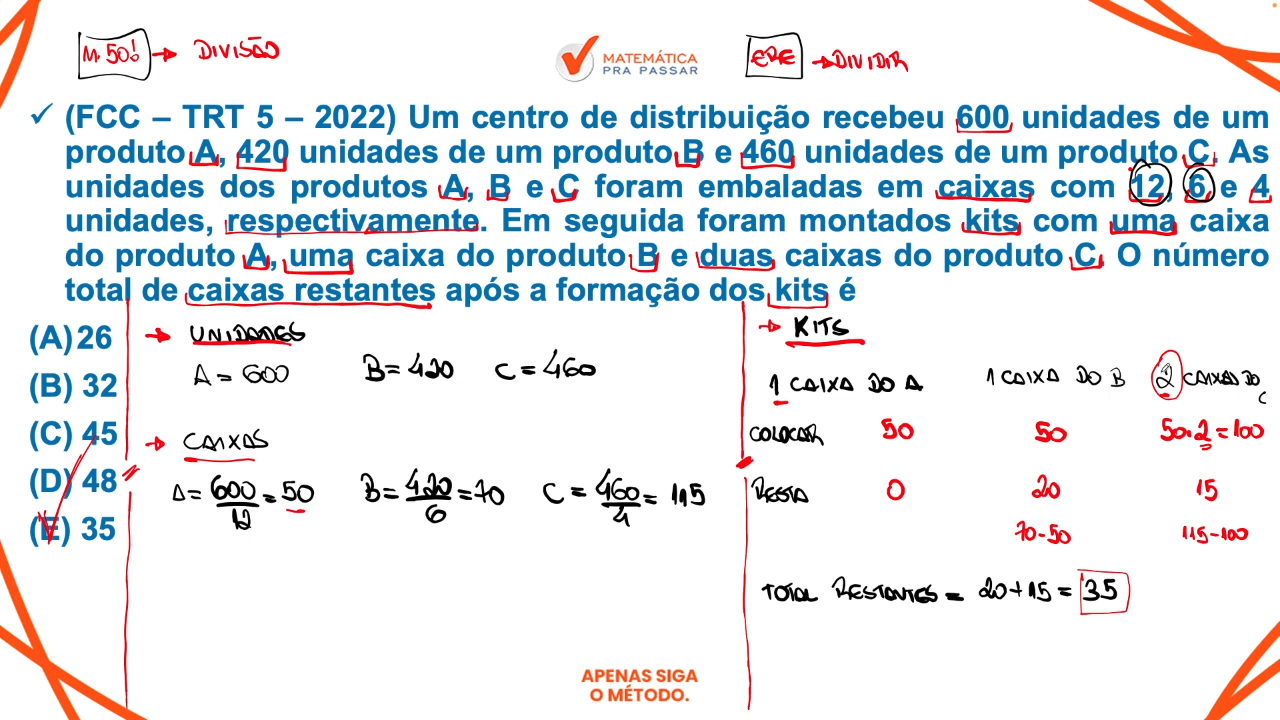 M 50! → DIVISÃO
MATEMÁTICA
PRA PASSAR
ERE → DIVIDIR
✓ (FCC – TRT 5 – 2022) Um centro de distribuição recebeu 600 unidades de um
produto A, 420 unidades de um produto B e 460 unidades de um produto C. As
unidades dos produtos A, B e C foram embaladas em caixas com 12, 6 e 4
unidades, respectivamente. Em seguida foram montados kits com uma caixa
do produto A, uma caixa do produto B e duas caixas do produto C. O número
total de caixas restantes após a formação dos kits é
(A) 26
(B) 32
(C) 45
(D) 48
(E) 35
→ UNIDADES
A = 600 B = 420 C = 460
→ CAIXAS
A = 600/12 = 50 B = 420/6 = 70 C = 460/4 = 115
→ KITS
1 CAIXA DO A 1 CAIXA DO B 2 CAIXAS DO C
COLOCAR 50 50 50.2 = 100
RESTA 0 20 15
70-50 115-100
TOTAL RESTANTES = 20+15 = 35
APENAS SIGA
O MÉTODO.